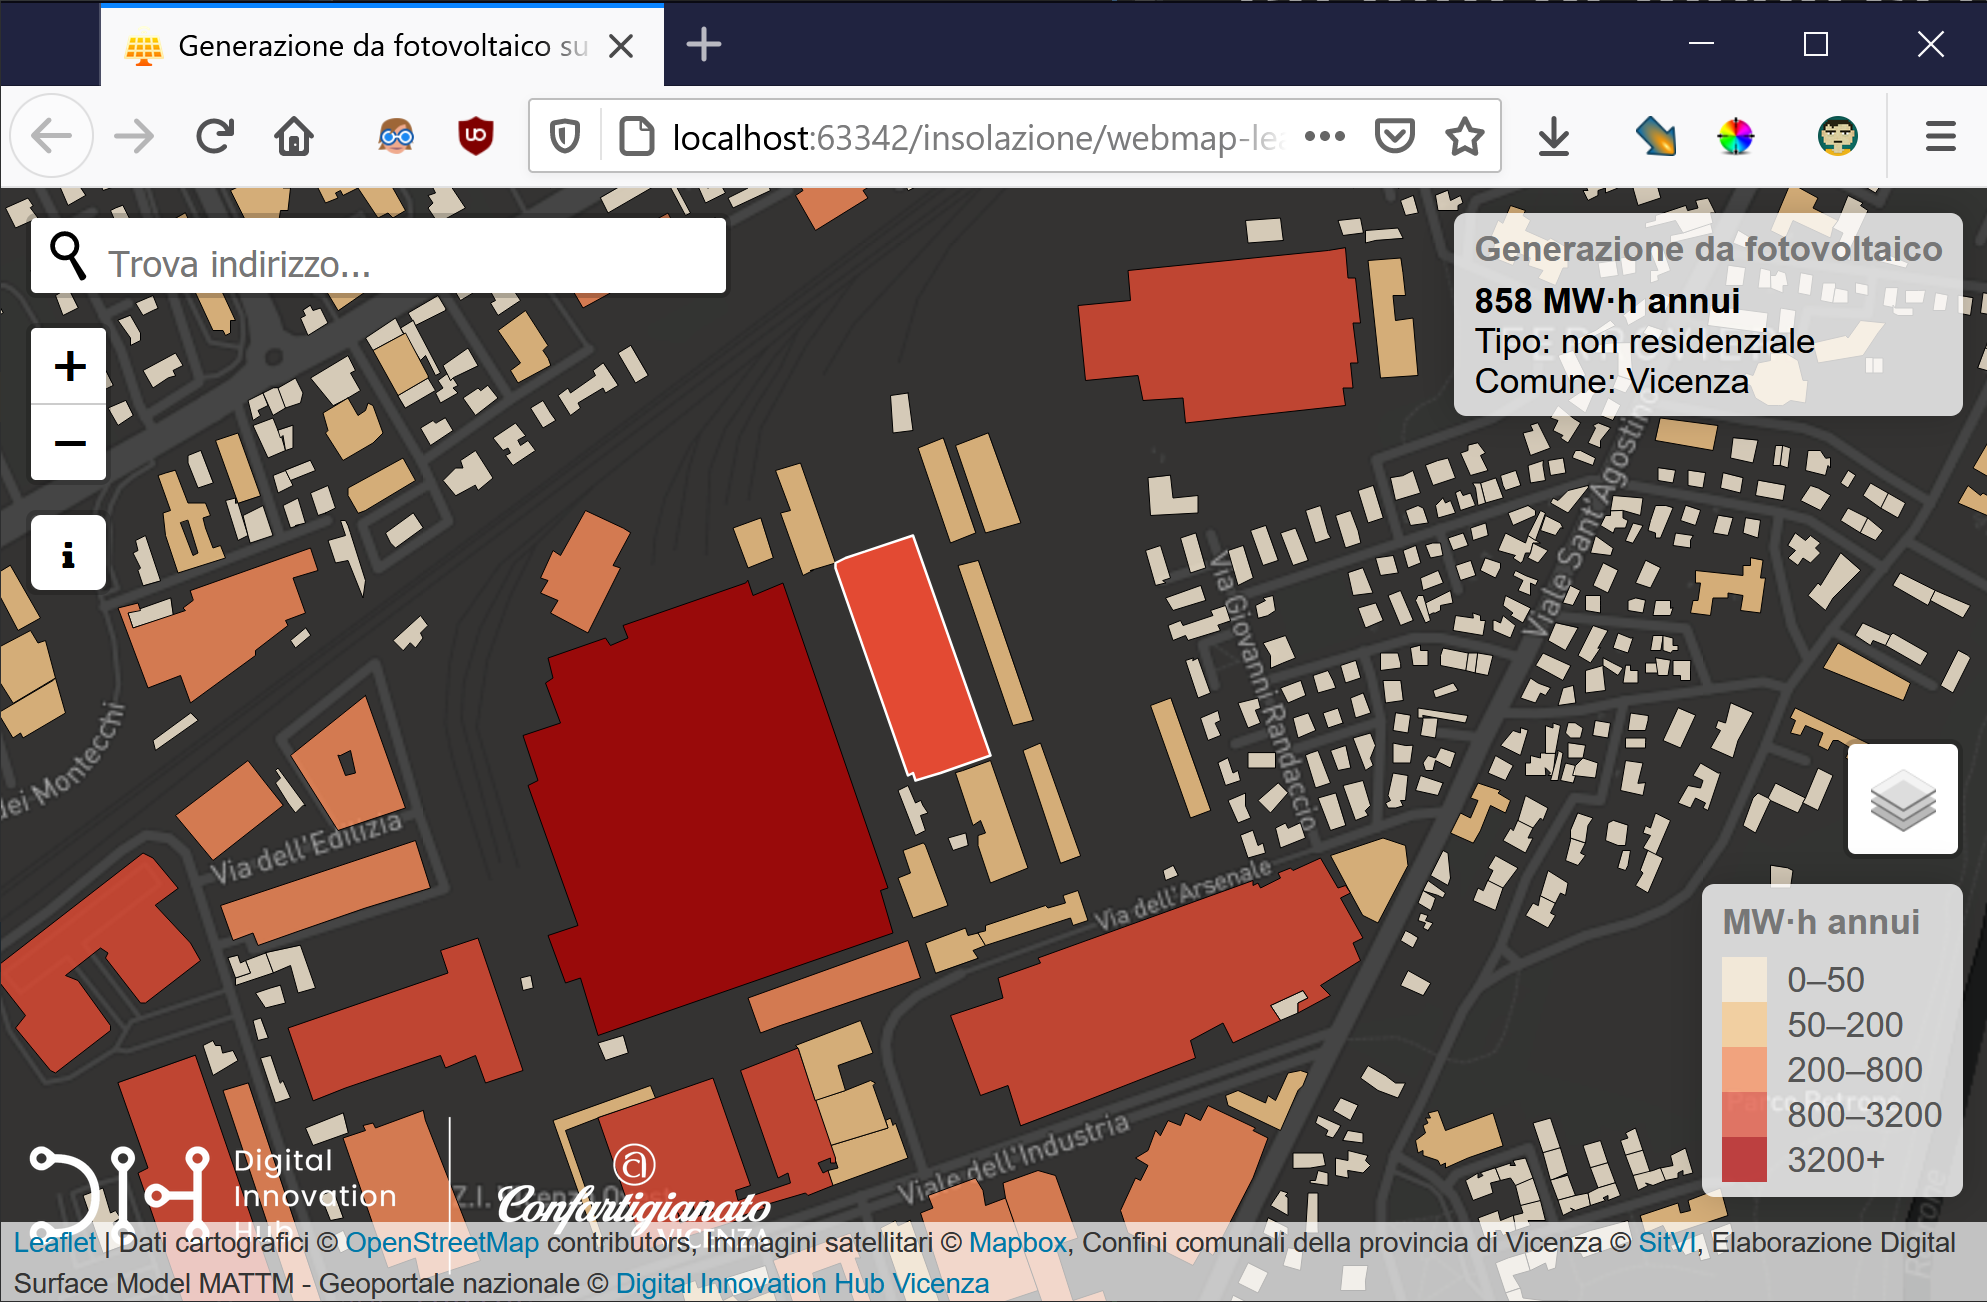 Generazione da fotovoltaico su
localhost:63342/insolazione/webmap-lea
Trova indirizzo...
Generazione da fotovoltaico
858 MW·h annui
Tipo: non residenziale
Comune: Vicenza
+
−
i
Viale Sant'Agostino
Via Giovanni Randaccio
dei Montecchi
Via dell'Edilizia
Via dell'Arsenale
Viale dell'Industria
MW·h annui
0–50
50–200
200–800
800–3200
3200+
Parco Retrone
Retrone
Digital
Innovation
Hub
Z.I.
Confartigianato
VICENZA
Leaflet | Dati cartografici © OpenStreetMap contributors, Immagini satellitari © Mapbox, Confini comunali della provincia di Vicenza © SitVI, Elaborazione Digital
Surface Model MATTM - Geoportale nazionale © Digital Innovation Hub Vicenza